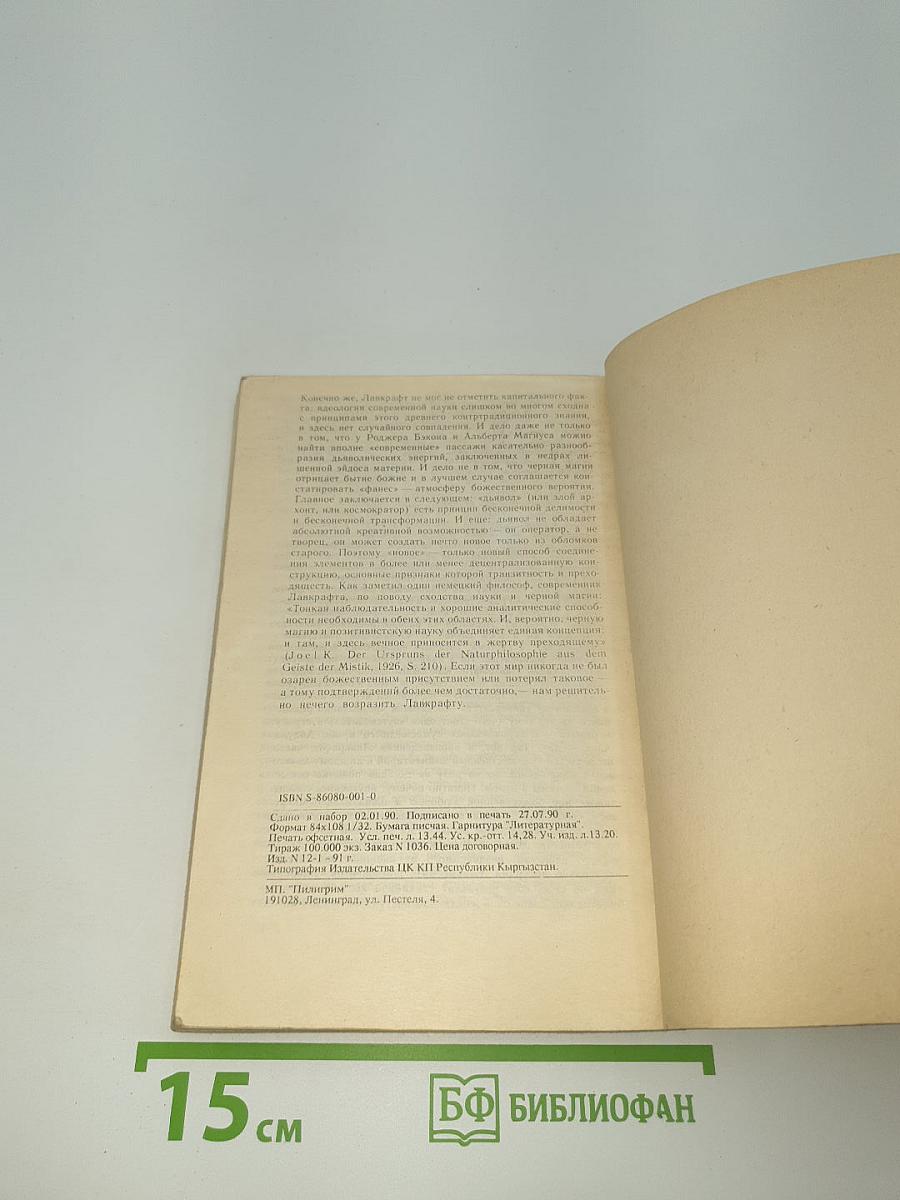 Конечно же, Лавкрафт не мог не отметить капитального фак-
та: идеология современной науки слишком во многом сходна
с принципами этого древнего контртрадиционного знания,
и здесь нет случайного совпадения. И дело даже не только
в том, что у Роджера Бэкона и Альберта Магнуса можно
найти вполне «современные» пассажи касательно разнооб-
разия дьяволических энергий, заключенных в недрах ли-
шенной эйдоса материи. И дело не в том, что черная магия
отрицает бытие божие и в лучшем случае соглашается кон-
статировать «фанес» — атмосферу божественного вероятия.
Главное заключается в следующем: «дьявол» (или злой ар-
хонт, или космократор) есть принцип бесконечной делимости
и бесконечной трансформации. И еще: дьявол не обладает
абсолютной креативной возможностью — он оператор, а не
творец, он может создать нечто новое только из обломков
старого. Поэтому «новое» — только новый способ соедине-
ния элементов в более или менее децентрализованную кон-
струкцию, основные признаки которой транзитность и прехо-
дящесть. Как заметил один немецкий философ, современник
Лавкрафта, по поводу сходства науки и черной магии:
«Тонкая наблюдательность и хорошие аналитические способ-
ности необходимы в обеих этих областях. И, вероятно, черную
магию и позитивистскую науку объединяет единая концепция:
и там, и здесь вечное приносится в жертву преходящему»
(Joel K. Der Urspruns der Naturphilosophie aus dem
Geiste der Mistik, 1926, S. 210). Если этот мир никогда не был
озарен божественным присутствием или потерял таковое —
а тому подтверждений более чем достаточно,— нам решитель-
но нечего возразить Лавкрафту.
ISBN S-86080-001-0
Сдано в набор 02.01.90. Подписано в печать 27.07.90 г.
Формат 84x108 1/32. Бумага писчая. Гарнитура "Литературная".
Печать офсетная. Усл. печ. л. 13.44. Ус. кр.-отт. 14,28. Уч. изд. л.13.20.
Тираж 100.000 экз. Заказ N 1036. Цена договорная.
Изд. N 12-1 - 91 г.
Типография Издательства ЦК КП Республики Кыргызстан.
МП. "Пилигрим"
191028, Ленинград, ул. Пестеля, 4.
15 см
БФ БИБЛИОФАН